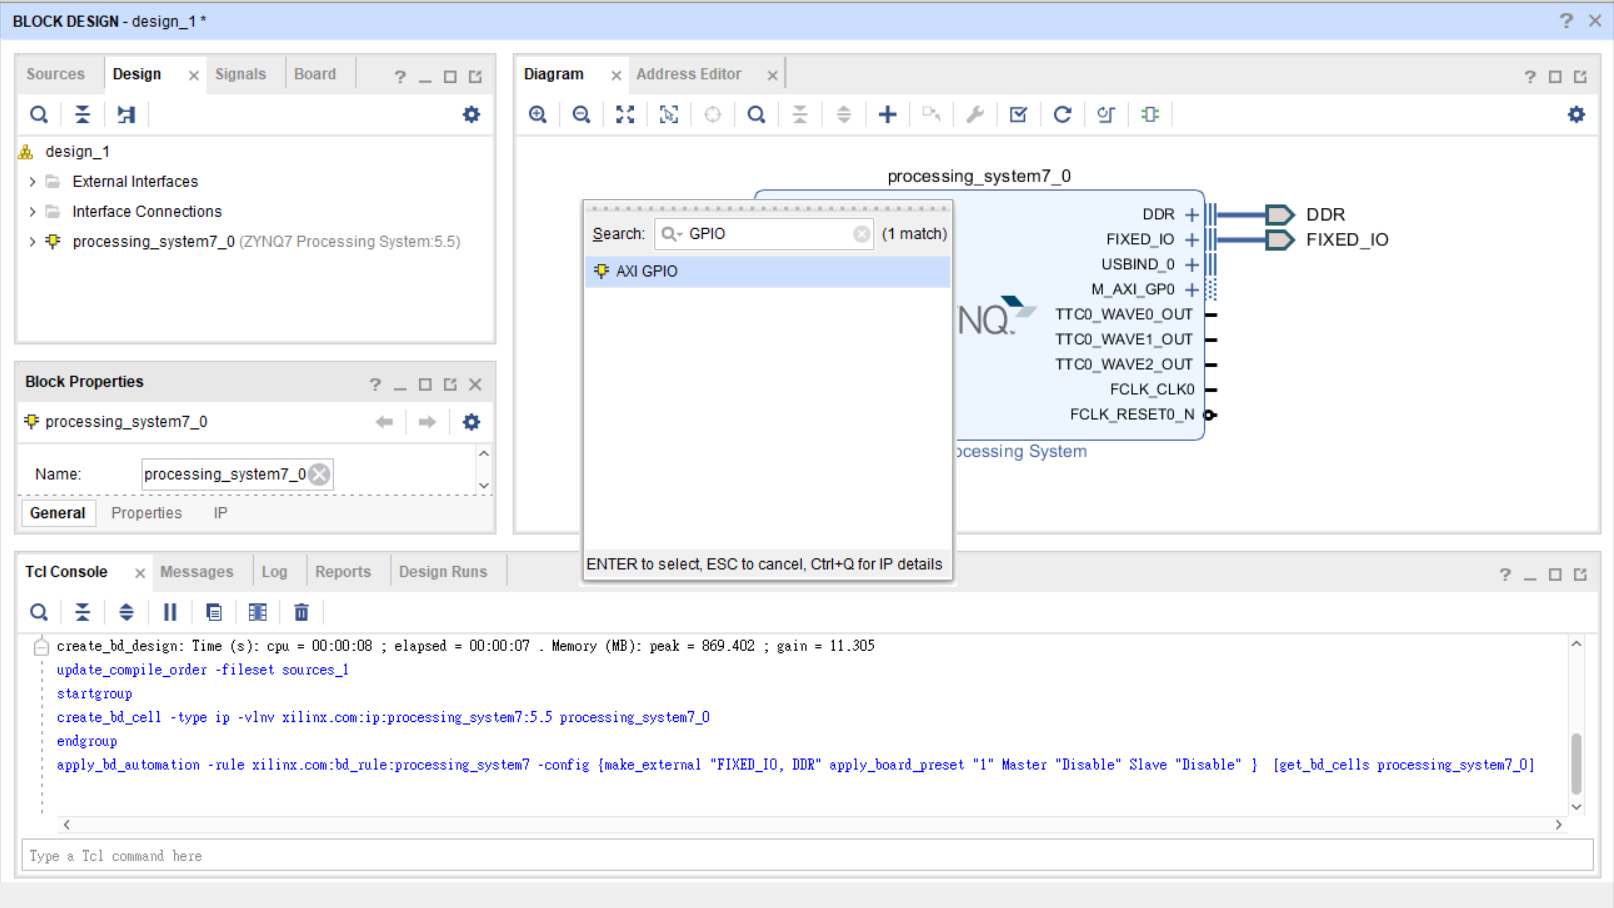 BLOCK DESIGN - design_1 *
Sources
Design
Signals
Board
design_1
External Interfaces
Interface Connections
processing_system7_0 (ZYNQ7 Processing System:5.5)
Block Properties
processing_system7_0
Name:
processing_system7_0
General
Properties
IP
Diagram
Address Editor
processing_system7_0
DDR
FIXED_IO
USBIND_0
M_AXI_GP0
TTC0_WAVE0_OUT
TTC0_WAVE1_OUT
TTC0_WAVE2_OUT
FCLK_CLK0
FCLK_RESET0_N
DDR
FIXED_IO
YNQ
ocessing System
Search:
GPIO
(1 match)
AXI GPIO
ENTER to select, ESC to cancel, Ctrl+Q for IP details
Tcl Console
Messages
Log
Reports
Design Runs
create_bd_design: Time (s): cpu = 00:00:08 ; elapsed = 00:00:07 . Memory (MB): peak = 869.402 ; gain = 11.305
update_compile_order -fileset sources_1
startgroup
create_bd_cell -type ip -vlnv xilinx.com:ip:processing_system7:5.5 processing_system7_0
endgroup
apply_bd_automation -rule xilinx.com:bd_rule:processing_system7 -config {make_external "FIXED_IO, DDR" apply_board_preset "1" Master "Disable" Slave "Disable" }  [get_bd_cells processing_system7_0]
Type a Tcl command here